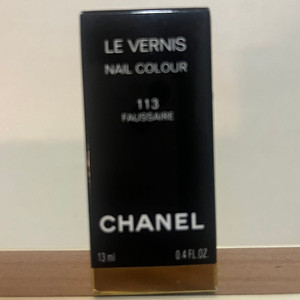 LE VERNIS
NAIL COLOUR
113
FAUSSAIRE
CHANEL
13 ml 0.4 FL.OZ